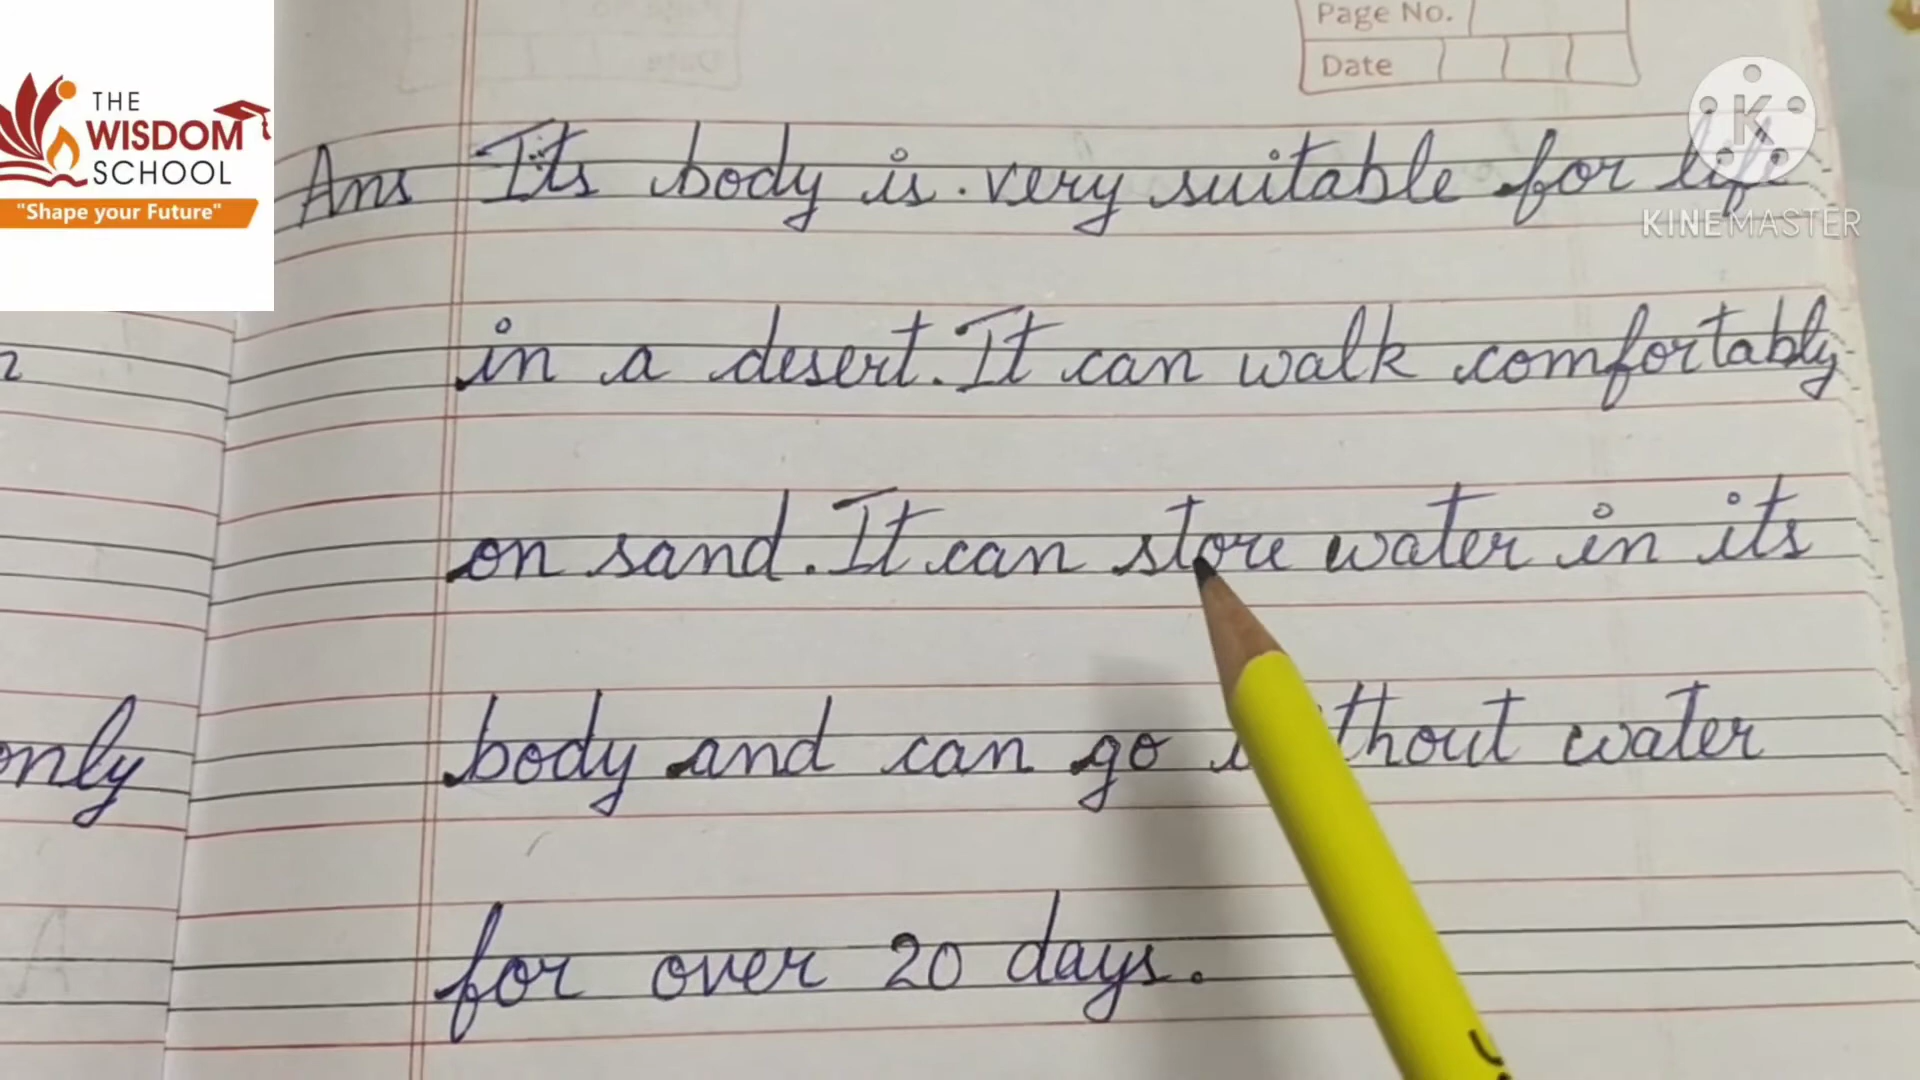 Page No.
Date
THE
WISDOM
SCHOOL
"Shape your Future"
KINEMASTER
Ans Its body is very suitable for life
in a desert. It can walk comfortably
on sand. It can store water in its
body and can go without water
for over 20 days.
only